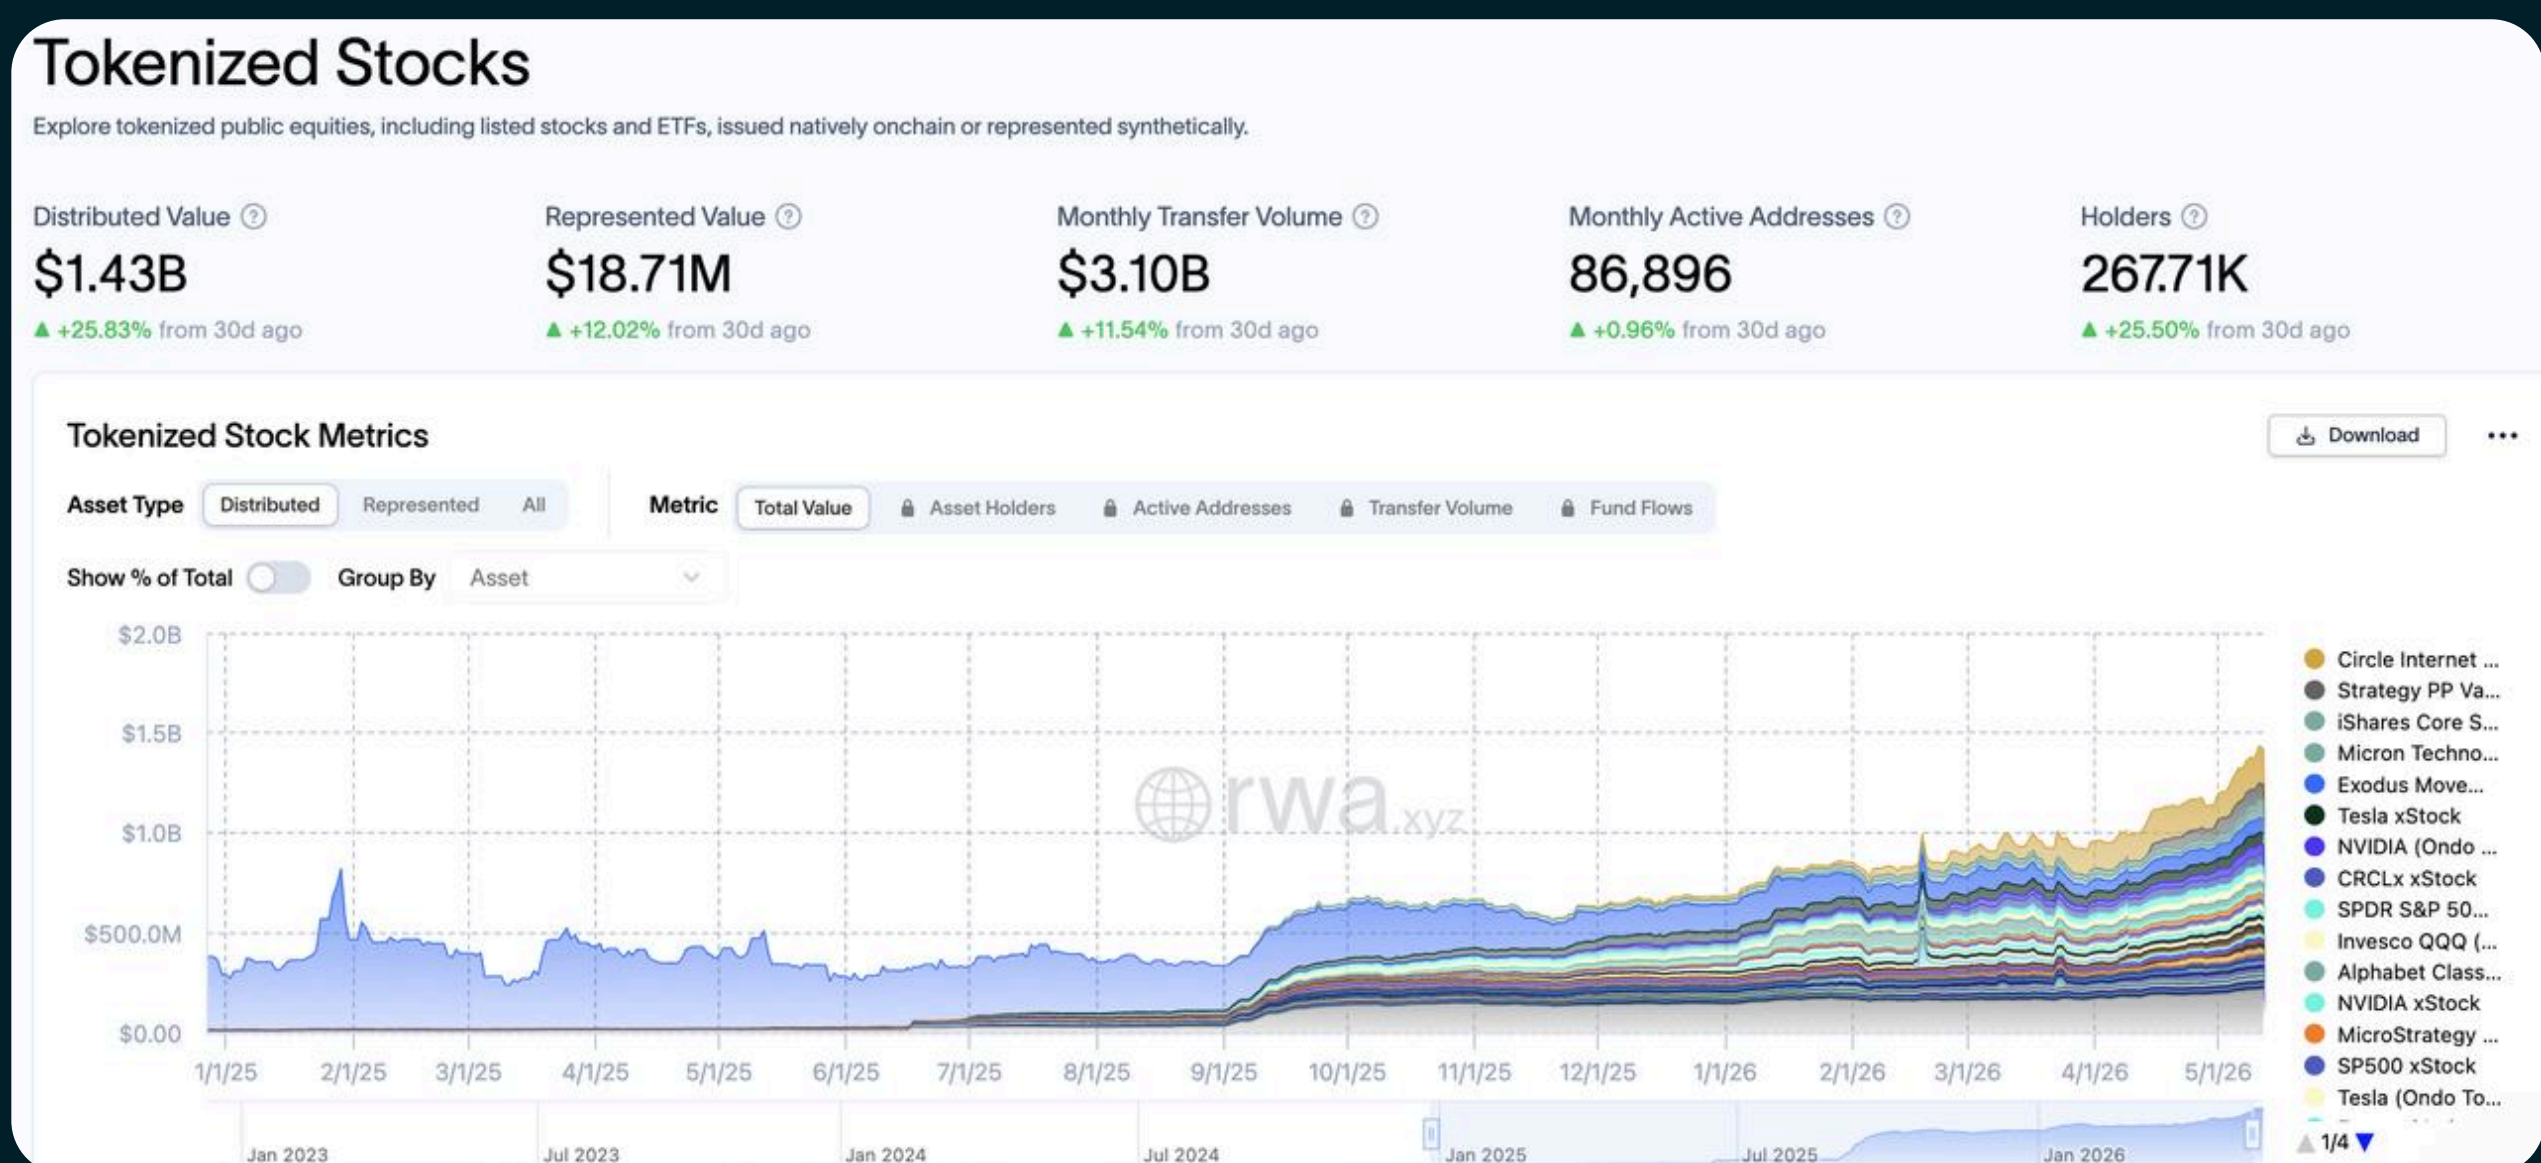 Tokenized Stocks
Explore tokenized public equities, including listed stocks and ETFs, issued natively onchain or represented synthetically.
Distributed Value ?
$1.43B
▲ +25.83% from 30d ago
Represented Value ?
$18.71M
▲ +12.02% from 30d ago
Monthly Transfer Volume ?
$3.10B
▲ +11.54% from 30d ago
Monthly Active Addresses ?
86,896
▲ +0.96% from 30d ago
Holders ?
267.71K
▲ +25.50% from 30d ago
Tokenized Stock Metrics
Download
Asset Type Distributed Represented All
Metric Total Value Asset Holders Active Addresses Transfer Volume Fund Flows
Show % of Total Group By Asset
$2.0B
$1.5B
$1.0B
$500.0M
$0.00
rwa.xyz
1/1/25 2/1/25 3/1/25 4/1/25 5/1/25 6/1/25 7/1/25 8/1/25 9/1/25 10/1/25 11/1/25 12/1/25 1/1/26 2/1/26 3/1/26 4/1/26 5/1/26
Circle Internet ...
Strategy PP Va...
iShares Core S...
Micron Techno...
Exodus Move...
Tesla xStock
NVIDIA (Ondo ...
CRCLx xStock
SPDR S&P 50...
Invesco QQQ (...
Alphabet Class...
NVIDIA xStock
MicroStrategy ...
SP500 xStock
Tesla (Ondo To...
1/4
Jan 2023 Jul 2023 Jan 2024 Jul 2024 Jan 2025 Jul 2025 Jan 2026